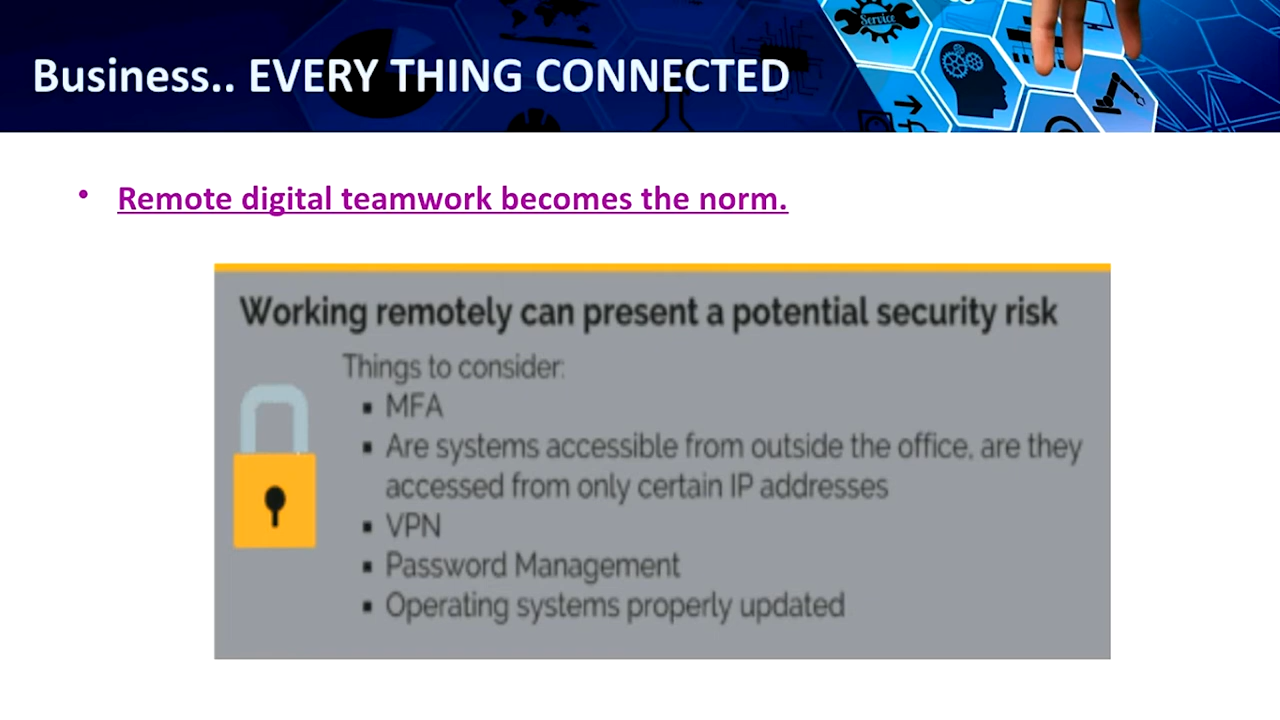 Service
Business.. EVERY THING CONNECTED
• Remote digital teamwork becomes the norm.
Working remotely can present a potential security risk
Things to consider:
▪ MFA
▪ Are systems accessible from outside the office, are they
accessed from only certain IP addresses
▪ VPN
▪ Password Management
▪ Operating systems properly updated